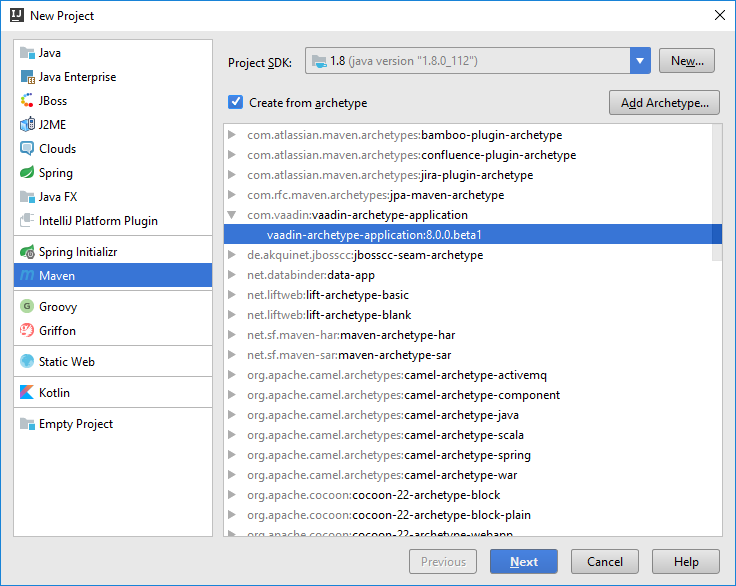 New Project
Java
Java Enterprise
JBoss
J2ME
Clouds
Spring
Java FX
IntelliJ Platform Plugin
Spring Initializr
Maven
Groovy
Griffon
Static Web
Kotlin
Empty Project
Project SDK: 1.8 (java version "1.8.0_112") New...
Create from archetype Add Archetype...
com.atlassian.maven.archetypes:bamboo-plugin-archetype
com.atlassian.maven.archetypes:confluence-plugin-archetype
com.atlassian.maven.archetypes:jira-plugin-archetype
com.rfc.maven.archetypes:jpa-maven-archetype
com.vaadin:vaadin-archetype-application
vaadin-archetype-application:8.0.0.beta1
de.akquinet.jbosscc:jbosscc-seam-archetype
net.databinder:data-app
net.liftweb:lift-archetype-basic
net.liftweb:lift-archetype-blank
net.sf.maven-har:maven-archetype-har
net.sf.maven-sar:maven-archetype-sar
org.apache.camel.archetypes:camel-archetype-activemq
org.apache.camel.archetypes:camel-archetype-component
org.apache.camel.archetypes:camel-archetype-java
org.apache.camel.archetypes:camel-archetype-scala
org.apache.camel.archetypes:camel-archetype-spring
org.apache.camel.archetypes:camel-archetype-war
org.apache.cocoon:cocoon-22-archetype-block
org.apache.cocoon:cocoon-22-archetype-block-plain
org.apache.cocoon:cocoon-22-archetype-webapp
Previous Next Cancel Help